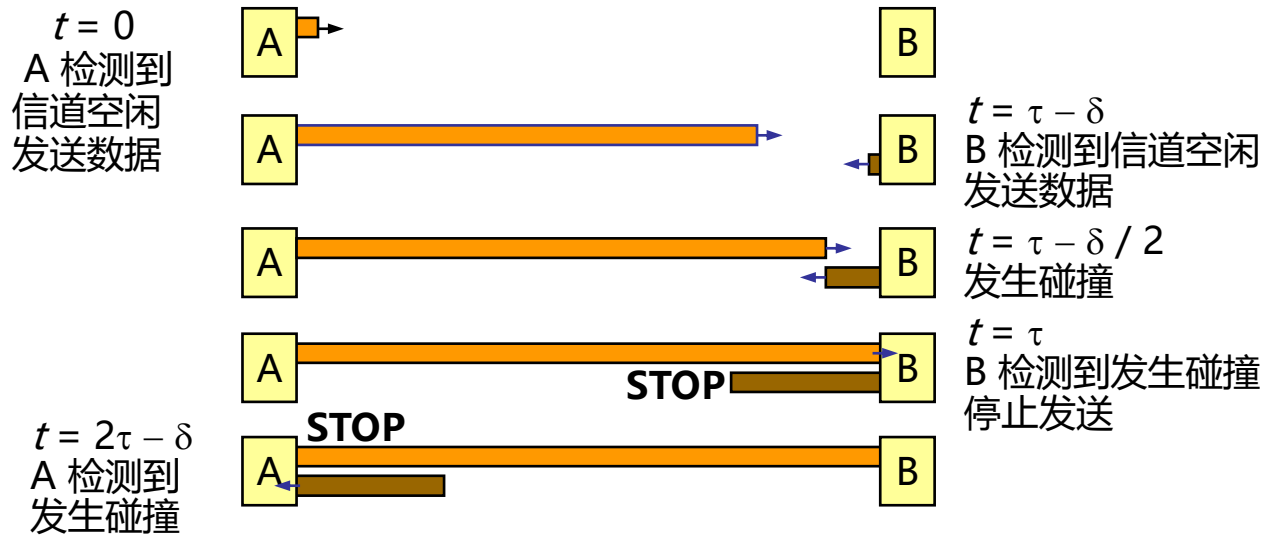 t = 0
A 检测到
信道空闲
发送数据
A
B
A
B
t = τ − δ
B 检测到信道空闲
发送数据
A
B
t = τ − δ / 2
发生碰撞
A
B
STOP
t = τ
B 检测到发生碰撞
停止发送
t = 2τ − δ
A 检测到
发生碰撞
STOP
A
B